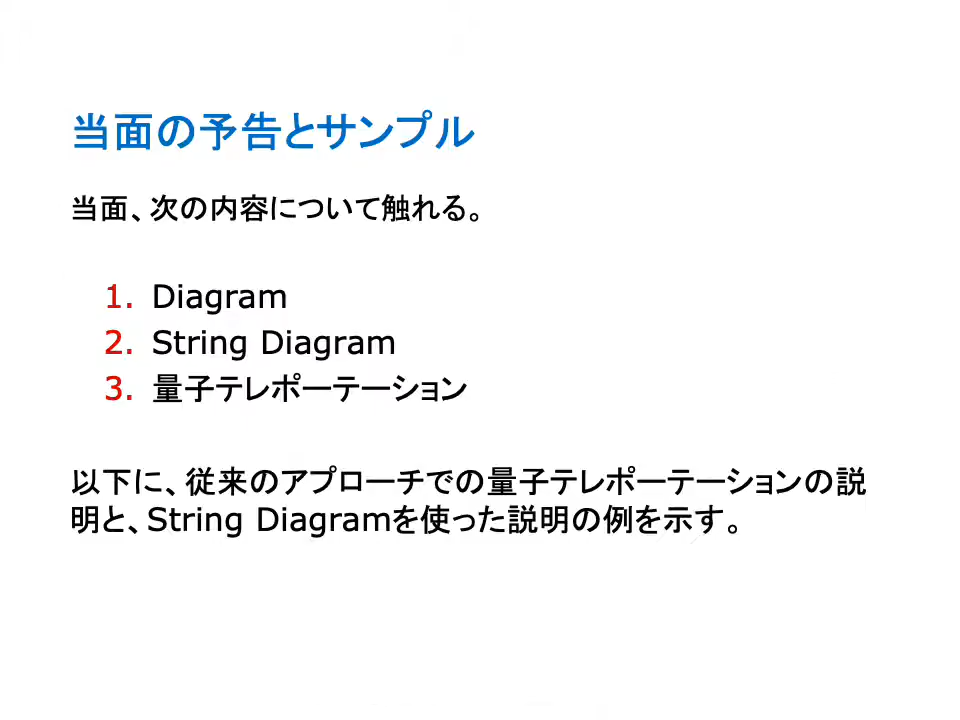 当面の予告とサンプル
当面、次の内容について触れる。
1. Diagram
2. String Diagram
3. 量子テレポーテーション
以下に、従来のアプローチでの量子テレポーテーションの説
明と、String Diagramを使った説明の例を示す。